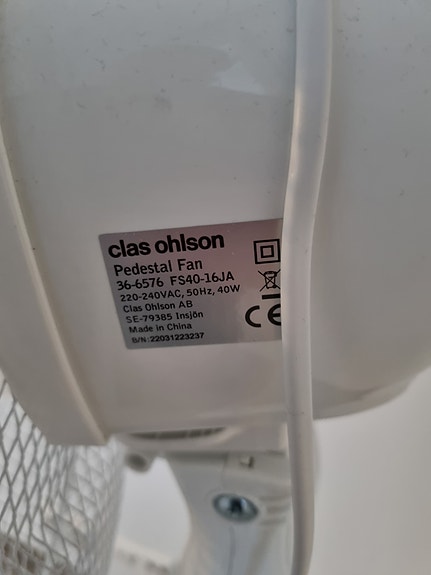 clas ohlson
Pedestal Fan
36-6576 FS40-16JA
220-240VAC, 50Hz, 40W
Clas Ohlson AB
SE-79385 Insjön
Made in China
B/N:22031223237
CE